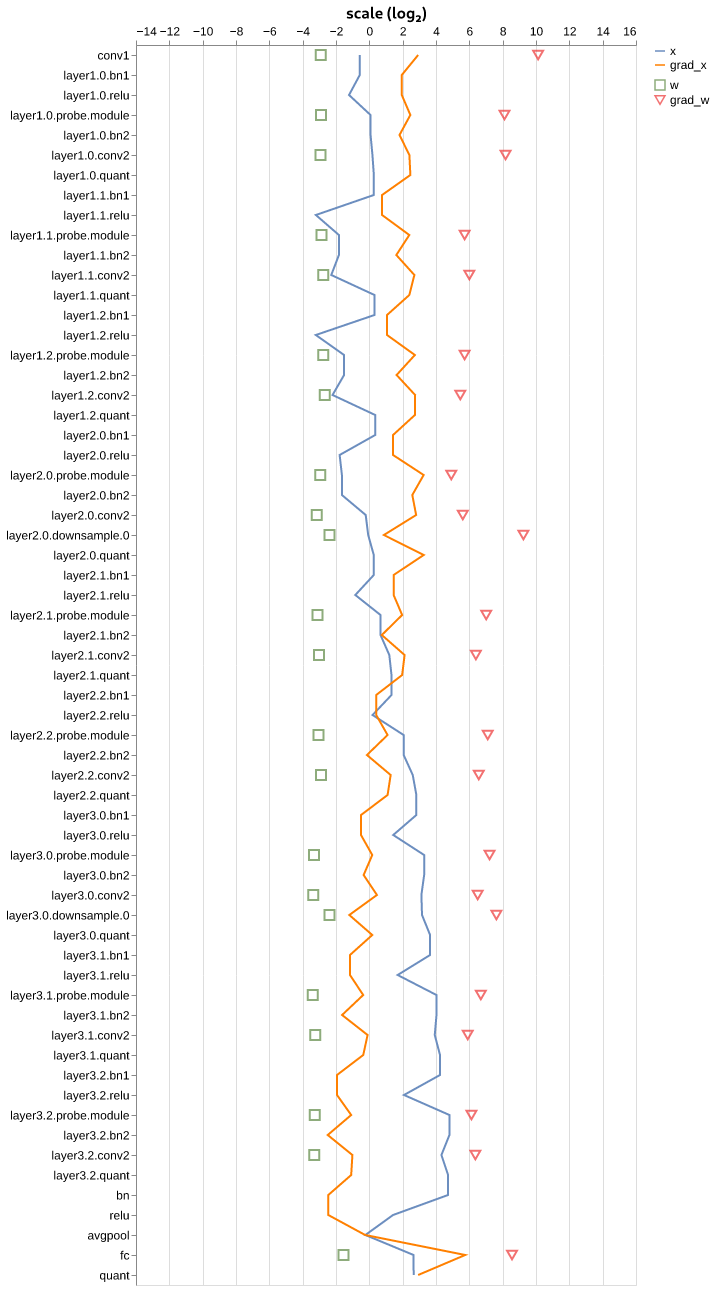 scale (log₂)
−14 −12 −10 −8 −6 −4 −2 0 2 4 6 8 10 12 14 16
x
grad_x
w
grad_w
conv1
layer1.0.bn1
layer1.0.relu
layer1.0.probe.module
layer1.0.bn2
layer1.0.conv2
layer1.0.quant
layer1.1.bn1
layer1.1.relu
layer1.1.probe.module
layer1.1.bn2
layer1.1.conv2
layer1.1.quant
layer1.2.bn1
layer1.2.relu
layer1.2.probe.module
layer1.2.bn2
layer1.2.conv2
layer1.2.quant
layer2.0.bn1
layer2.0.relu
layer2.0.probe.module
layer2.0.bn2
layer2.0.conv2
layer2.0.downsample.0
layer2.0.quant
layer2.1.bn1
layer2.1.relu
layer2.1.probe.module
layer2.1.bn2
layer2.1.conv2
layer2.1.quant
layer2.2.bn1
layer2.2.relu
layer2.2.probe.module
layer2.2.bn2
layer2.2.conv2
layer2.2.quant
layer3.0.bn1
layer3.0.relu
layer3.0.probe.module
layer3.0.bn2
layer3.0.conv2
layer3.0.downsample.0
layer3.0.quant
layer3.1.bn1
layer3.1.relu
layer3.1.probe.module
layer3.1.bn2
layer3.1.conv2
layer3.1.quant
layer3.2.bn1
layer3.2.relu
layer3.2.probe.module
layer3.2.bn2
layer3.2.conv2
layer3.2.quant
bn
relu
avgpool
fc
quant